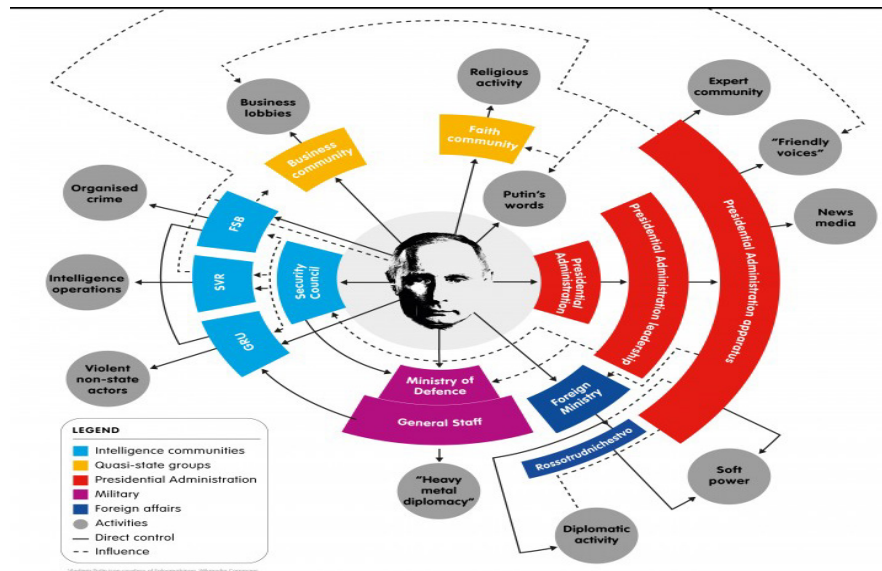 Religious
activity
Expert
community
Business
lobbies
Faith
community
"Friendly
voices"
Business
community
Organised
crime
Putin's
words
News
media
FSB
Intelligence
operations
SVR
Security
Council
Presidential
Administration
Presidential Administration leadership
Presidential Administration apparatus
GRU
Violent
non-state
actors
Ministry of
Defence
General Staff
Foreign
Ministry
Rossotrudnichestvo
"Heavy
metal
diplomacy"
Soft
power
Diplomatic
activity
LEGEND
Intelligence communities
Quasi-state groups
Presidential Administration
Military
Foreign affairs
Activities
Direct control
Influence